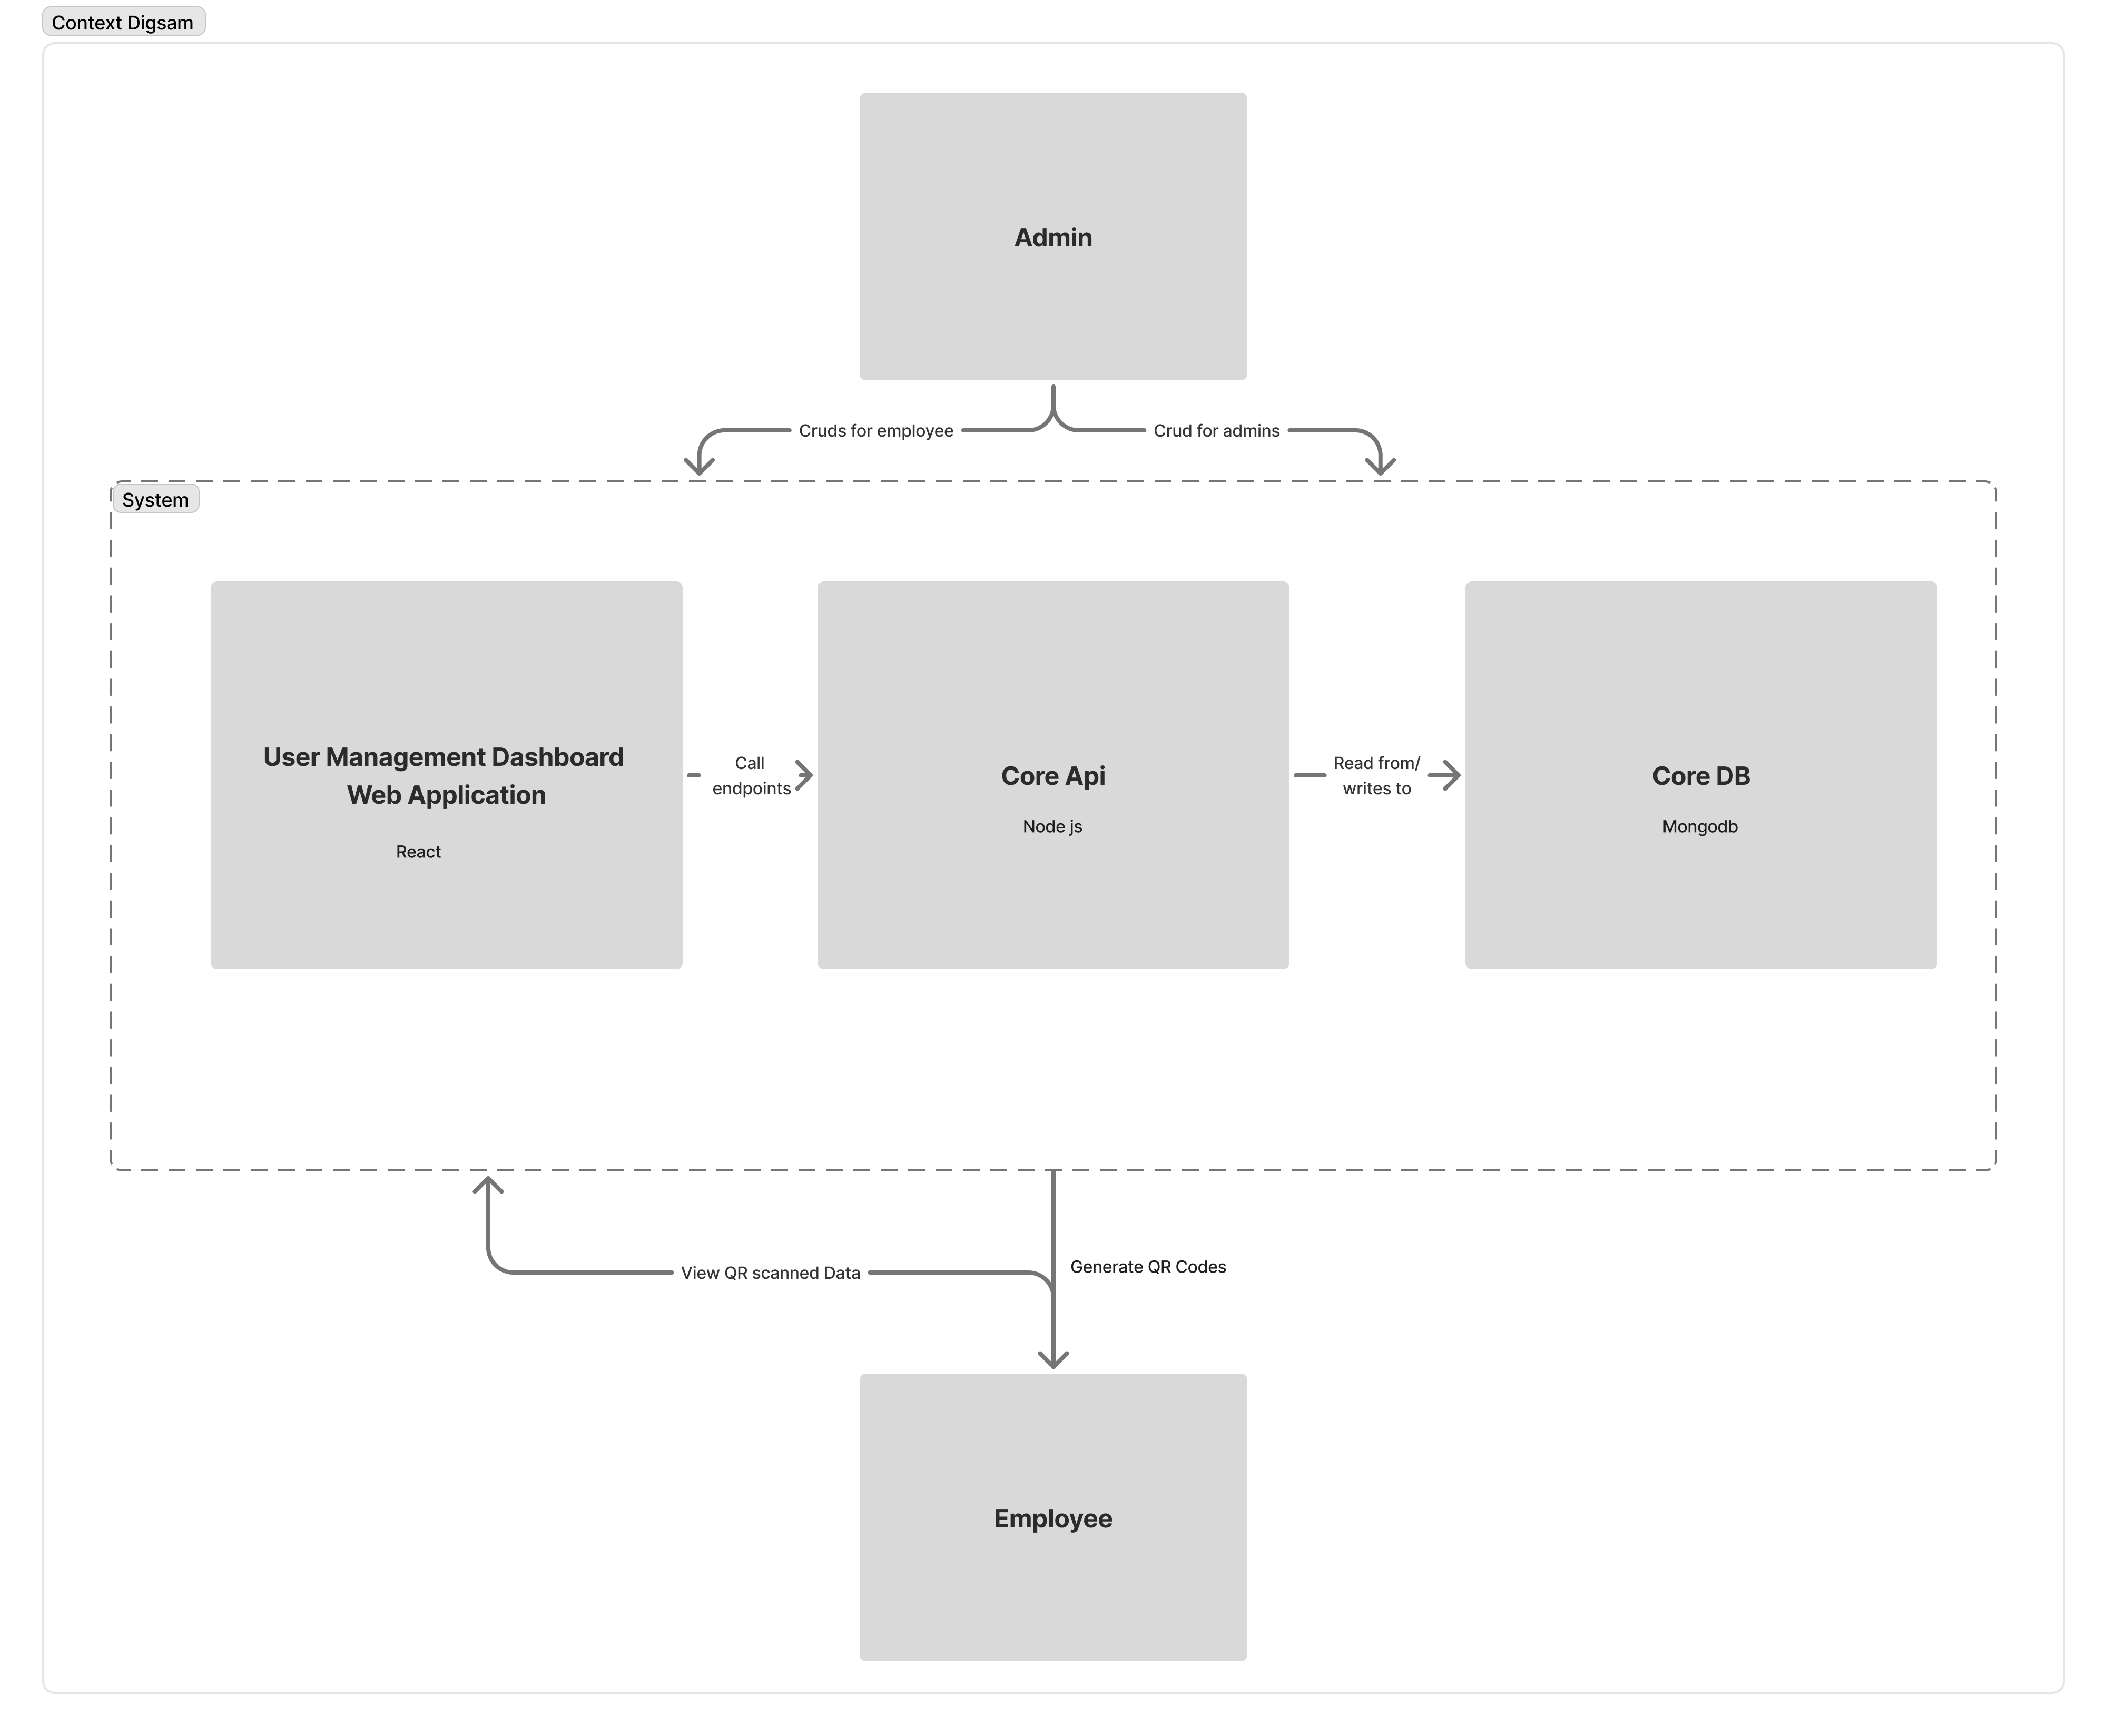 Context Digsam
Admin
Cruds for employee
Crud for admins
System
User Management Dashboard
Web Application
React
Call
endpoints
Core Api
Node js
Read from/
writes to
Core DB
Mongodb
View QR scanned Data
Generate QR Codes
Employee